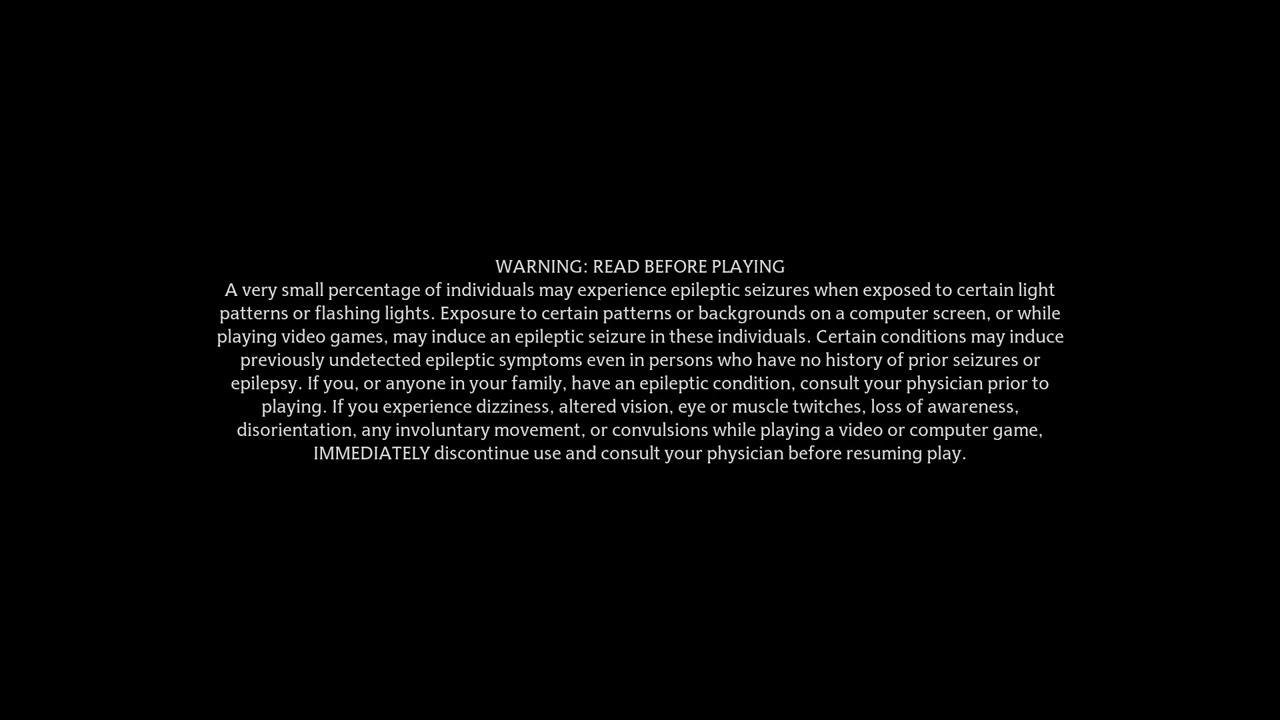 WARNING: READ BEFORE PLAYING
A very small percentage of individuals may experience epileptic seizures when exposed to certain light
patterns or flashing lights. Exposure to certain patterns or backgrounds on a computer screen, or while
playing video games, may induce an epileptic seizure in these individuals. Certain conditions may induce
previously undetected epileptic symptoms even in persons who have no history of prior seizures or
epilepsy. If you, or anyone in your family, have an epileptic condition, consult your physician prior to
playing. If you experience dizziness, altered vision, eye or muscle twitches, loss of awareness,
disorientation, any involuntary movement, or convulsions while playing a video or computer game,
IMMEDIATELY discontinue use and consult your physician before resuming play.